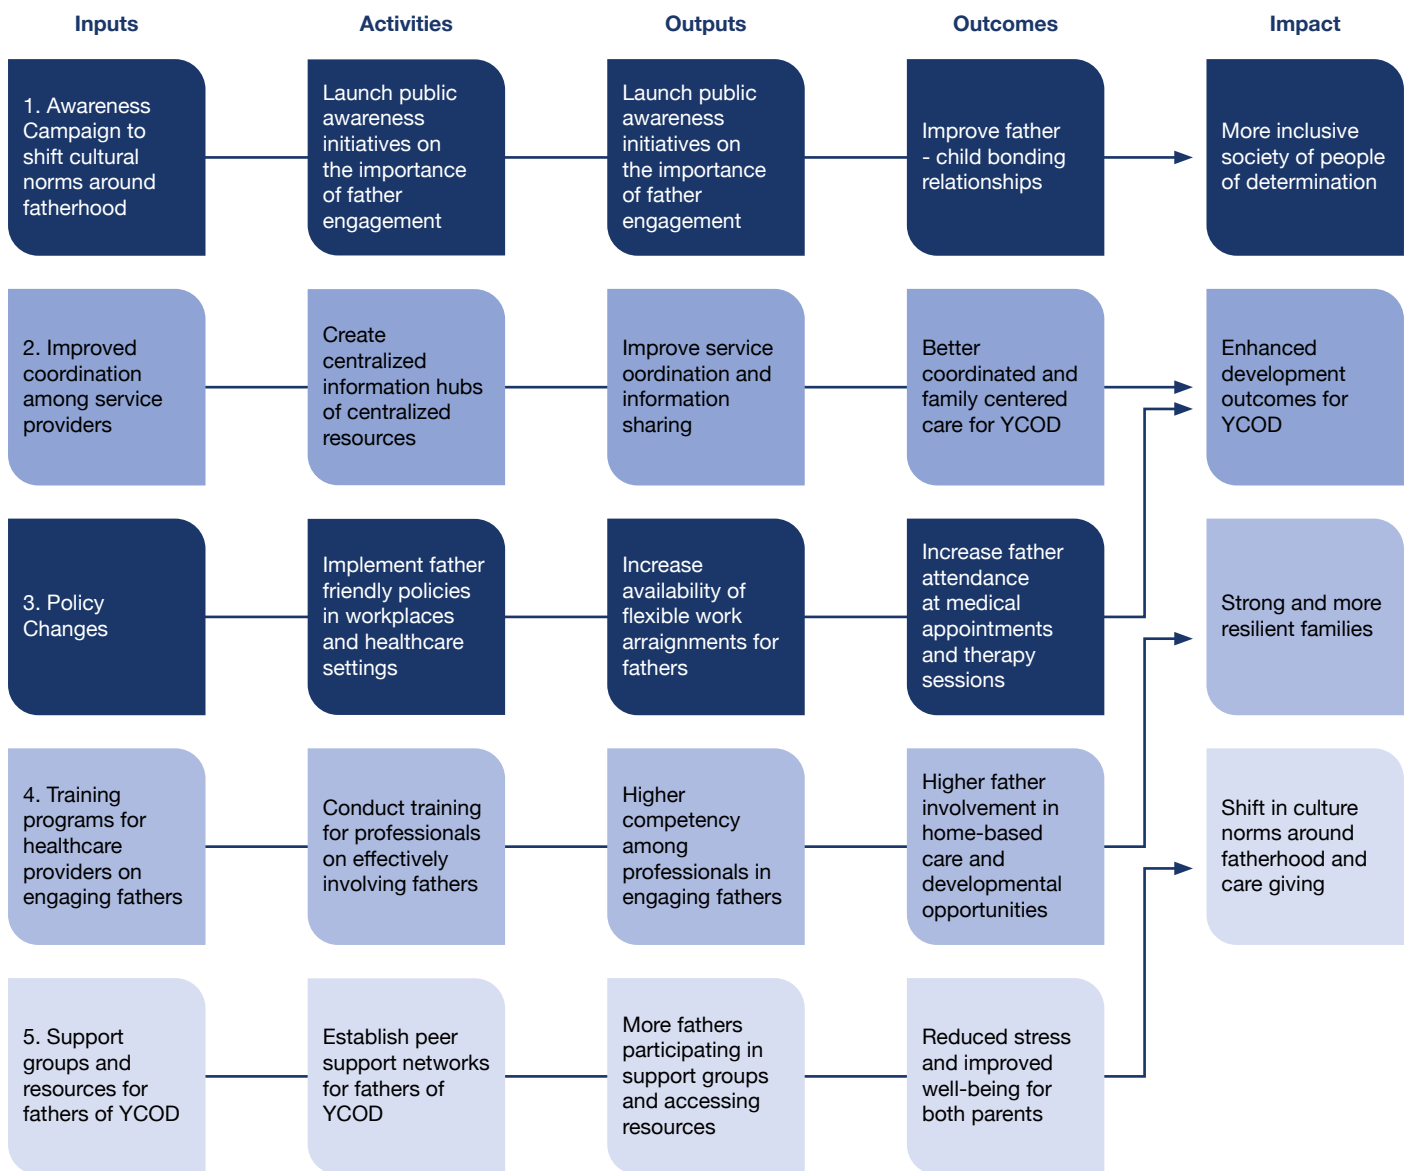 Inputs
Activities
Outputs
Outcomes
Impact
1. Awareness
Campaign to
shift cultural
norms around
fatherhood
Launch public
awareness
initiatives on
the importance
of father
engagement
Launch public
awareness
initiatives on
the importance
of father
engagement
Improve father
- child bonding
relationships
More inclusive
society of people
of determination
2. Improved
coordination
among service
providers
Create
centralized
information hubs
of centralized
resources
Improve service
oordination and
information
sharing
Better
coordinated and
family centered
care for YCOD
Enhanced
development
outcomes for
YCOD
3. Policy
Changes
Implement father
friendly policies
in workplaces
and healthcare
settings
Increase
availability of
flexible work
arraignments for
fathers
Increase father
attendance
at medical
appointments
and therapy
sessions
Strong and more
resilient families
4. Training
programs for
healthcare
providers on
engaging fathers
Conduct training
for professionals
on effectively
involving fathers
Higher
competency
among
professionals in
engaging fathers
Higher father
involvement in
home-based
care and
developmental
opportunities
Shift in culture
norms around
fatherhood and
care giving
5. Support
groups and
resources for
fathers of YCOD
Establish peer
support networks
for fathers of
YCOD
More fathers
participating in
support groups
and accessing
resources
Reduced stress
and improved
well-being for
both parents